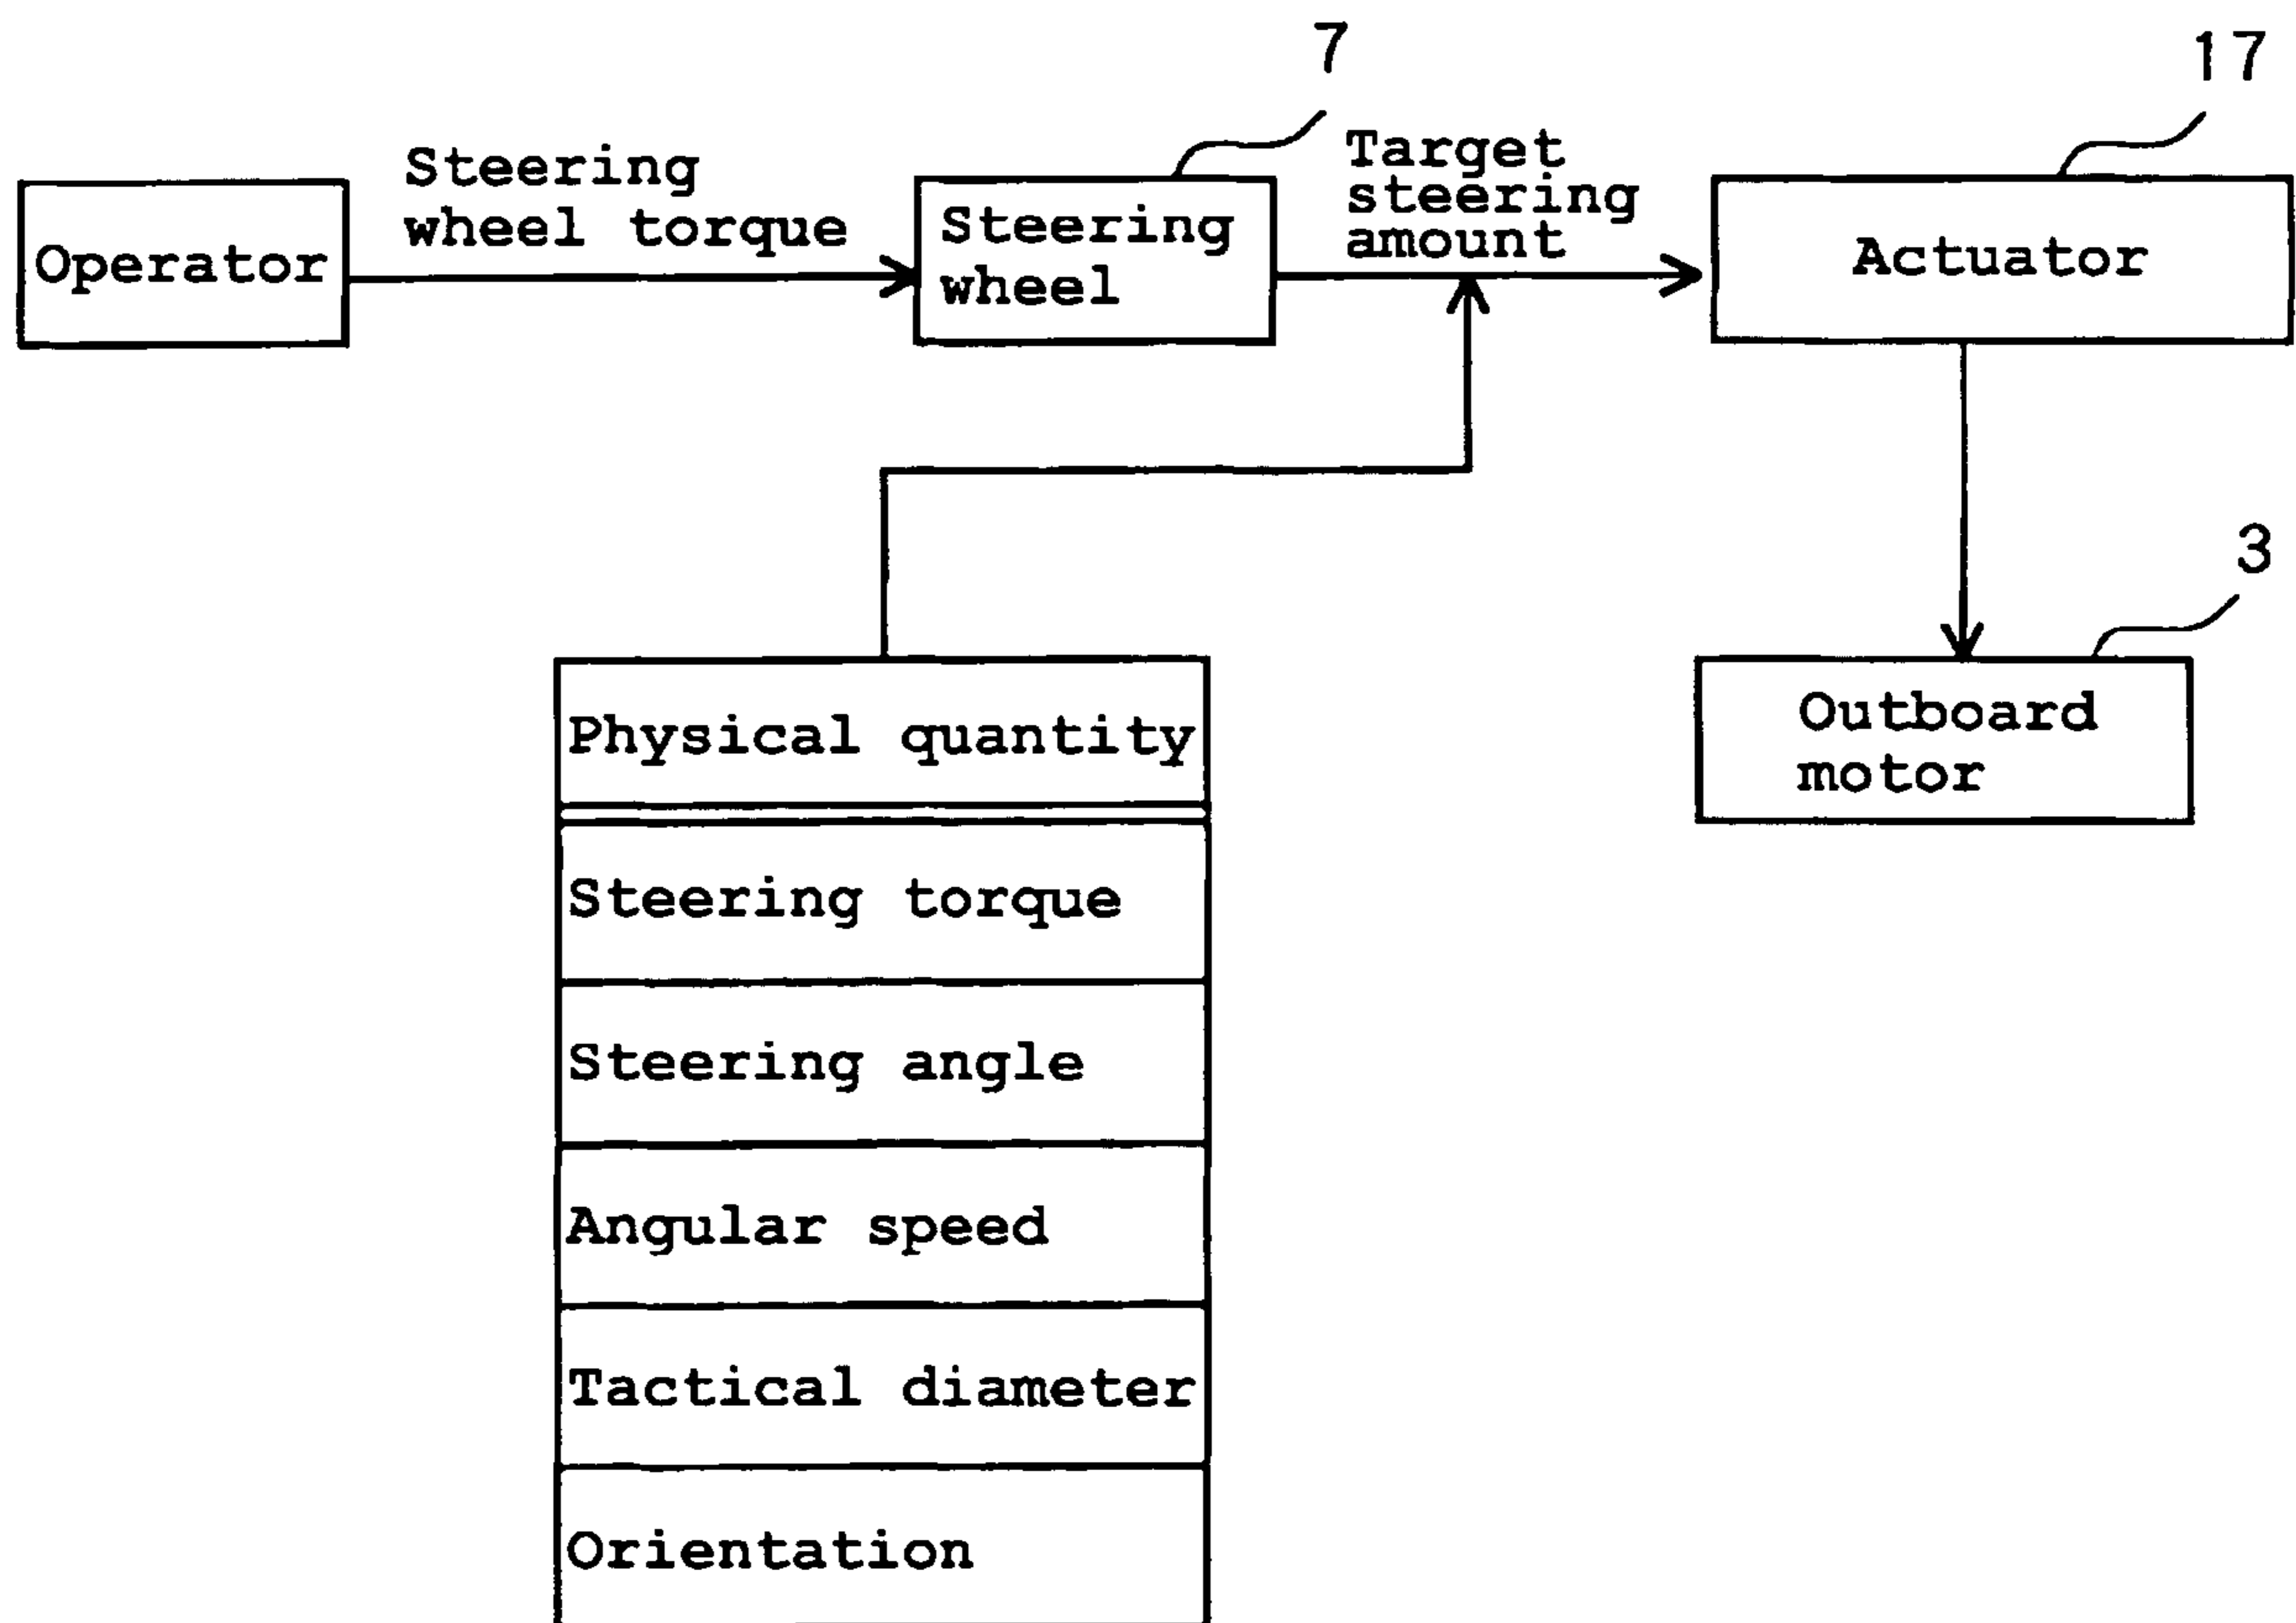 7
17
Steering
wheel torque
Target
steering
amount
Operator
Steering
wheel
Actuator
3
Physical quantity
Outboard
motor
Steering torque
Steering angle
Angular speed
Tactical diameter
Orientation